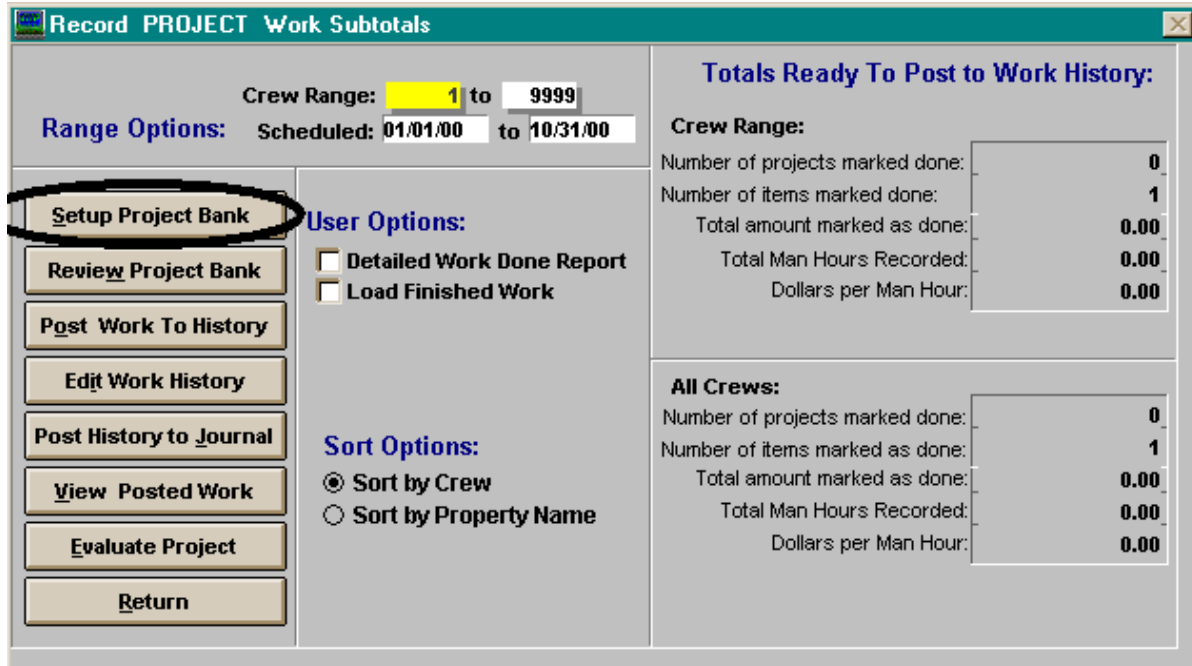 Record PROJECT Work Subtotals
Crew Range: 1 to 9999
Range Options:
Scheduled: 01/01/00 to 10/31/00
Setup Project Bank
Review Project Bank
Post Work To History
Edit Work History
Post History to Journal
View Posted Work
Evaluate Project
Return
User Options:
Detailed Work Done Report
Load Finished Work
Sort Options:
Sort by Crew
Sort by Property Name
Totals Ready To Post to Work History:
Crew Range:
Number of projects marked done: 0
Number of items marked done: 1
Total amount marked as done: 0.00
Total Man Hours Recorded: 0.00
Dollars per Man Hour: 0.00
All Crews:
Number of projects marked done: 0
Number of items marked as done: 1
Total amount marked as done: 0.00
Total Man Hours Recorded: 0.00
Dollars per Man Hour: 0.00